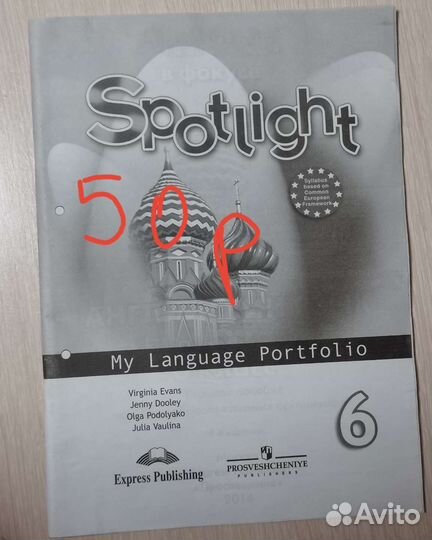 Spotlight
Syllabus
based on
Common
European
Framework
50р
My Language Portfolio
Virginia Evans
Jenny Dooley
Olga Podolyako
Julia Vaulina
6
Express Publishing
PROSVESHCHENIYE
PUBLISHERS
Avito